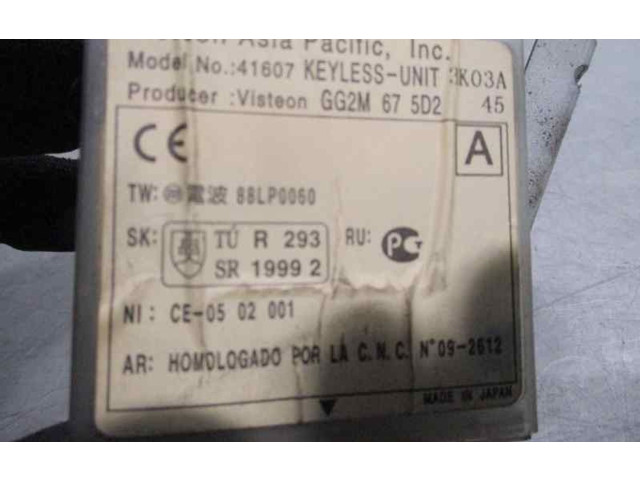 Asia Pacific, Inc.
Model No.:41607 KEYLESS-UNIT 3K03A
Producer :Visteon GG2M 67 5D2 45
CE A
TW: 電波 88LP0060
SK: TÚ R 293 RU: PCT
SR 1999 2
NI: CE-05 02 001
AR: HOMOLOGADO POR LA C.N.C. N°09-2612
MADE IN JAPAN